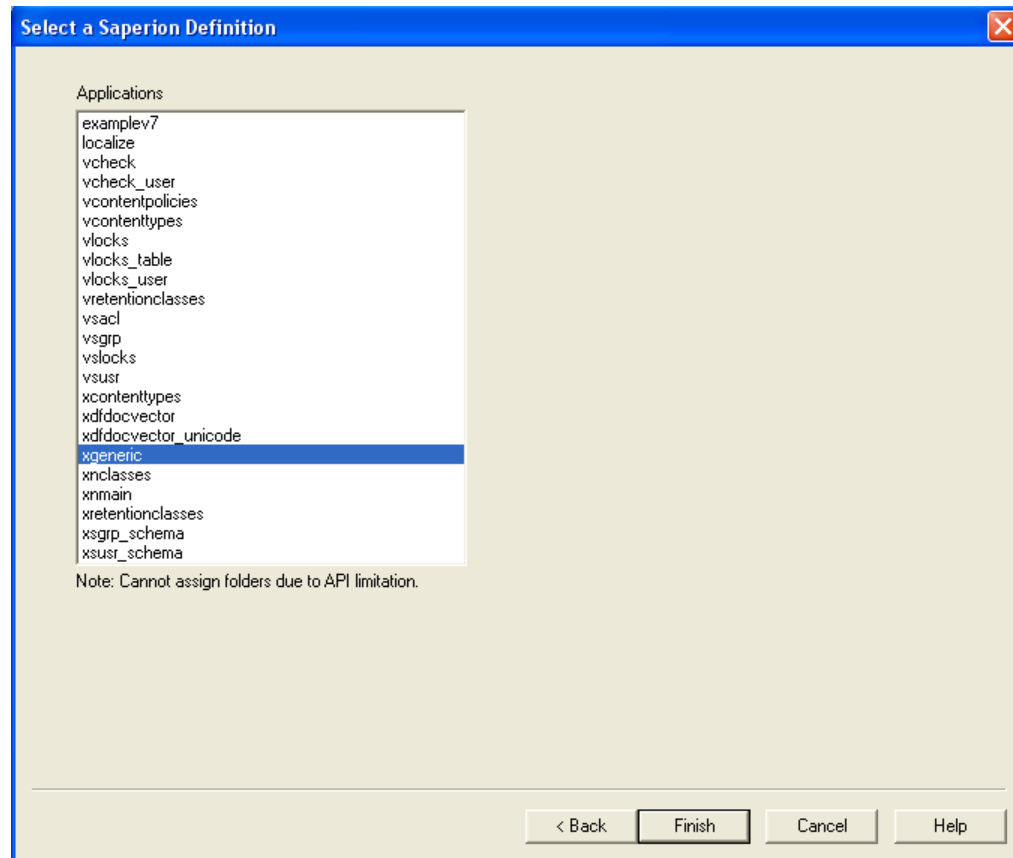 Select a Saperion Definition
Applications
examplev7
localize
vcheck
vcheck_user
vcontentpolicies
vcontenttypes
vlocks
vlocks_table
vlocks_user
vretentionclasses
vsacl
vsgrp
vslocks
vsusr
xcontenttypes
xdfdocvector
xdfdocvector_unicode
xgeneric
xnclasses
xnmain
xretentionclasses
xsgrp_schema
xsusr_schema
Note: Cannot assign folders due to API limitation.
< Back Finish Cancel Help